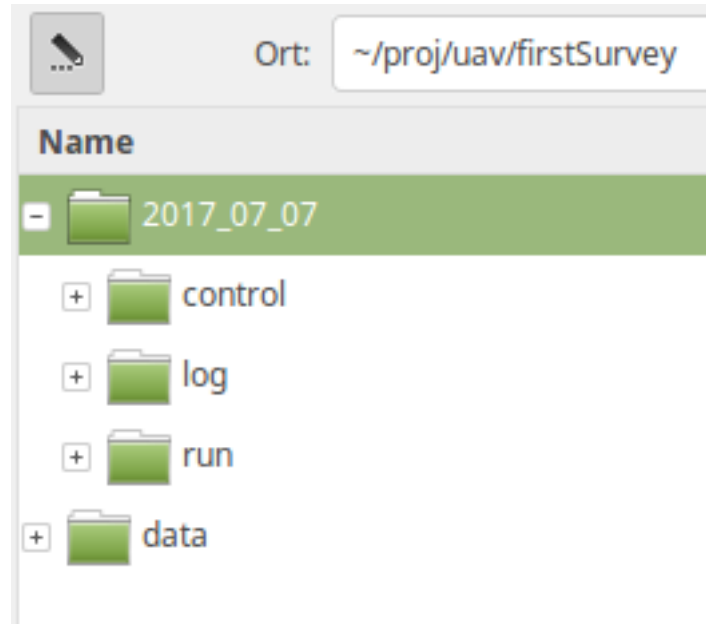 Ort: ~/proj/uav/firstSurvey
Name
2017_07_07
control
log
run
data